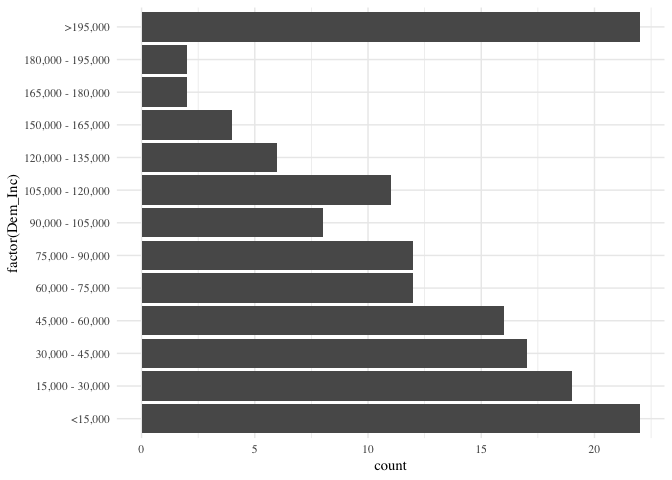 >195,000
180,000 - 195,000
165,000 - 180,000
150,000 - 165,000
120,000 - 135,000
105,000 - 120,000
90,000 - 105,000
75,000 - 90,000
60,000 - 75,000
45,000 - 60,000
30,000 - 45,000
15,000 - 30,000
<15,000
factor(Dem_Inc)
0 5 10 15 20
count